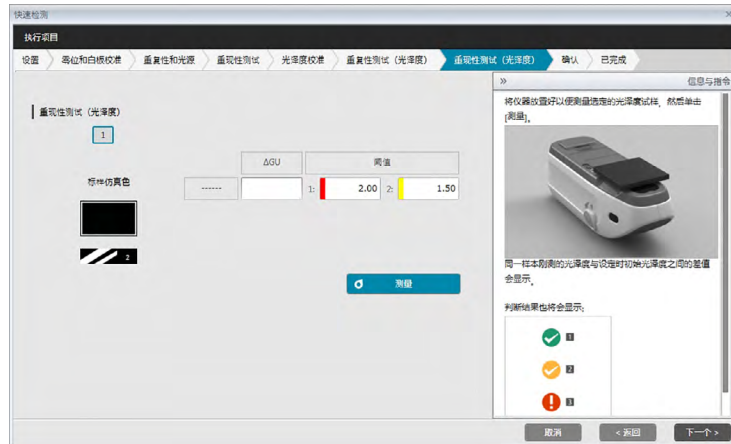 快速检测
执行项目
设置 零位和白板校准 重复性和光源 重现性测试 光泽度校准 重复性测试（光泽度） 重现性测试（光泽度） 确认 已完成
» 信息与指令
将仪器放置好以便测量选定的光泽度试样，然后单击
[测量]。
重现性测试（光泽度）
1
ΔGU 阈值
标样仿真色
------ 1: 2.00 2: 1.50
2
测量
同一样本刚测的光泽度与设定时初始光泽度之间的差值
会显示。
判断结果也将会显示：
1
2
3
取消 < 返回 下一个 >